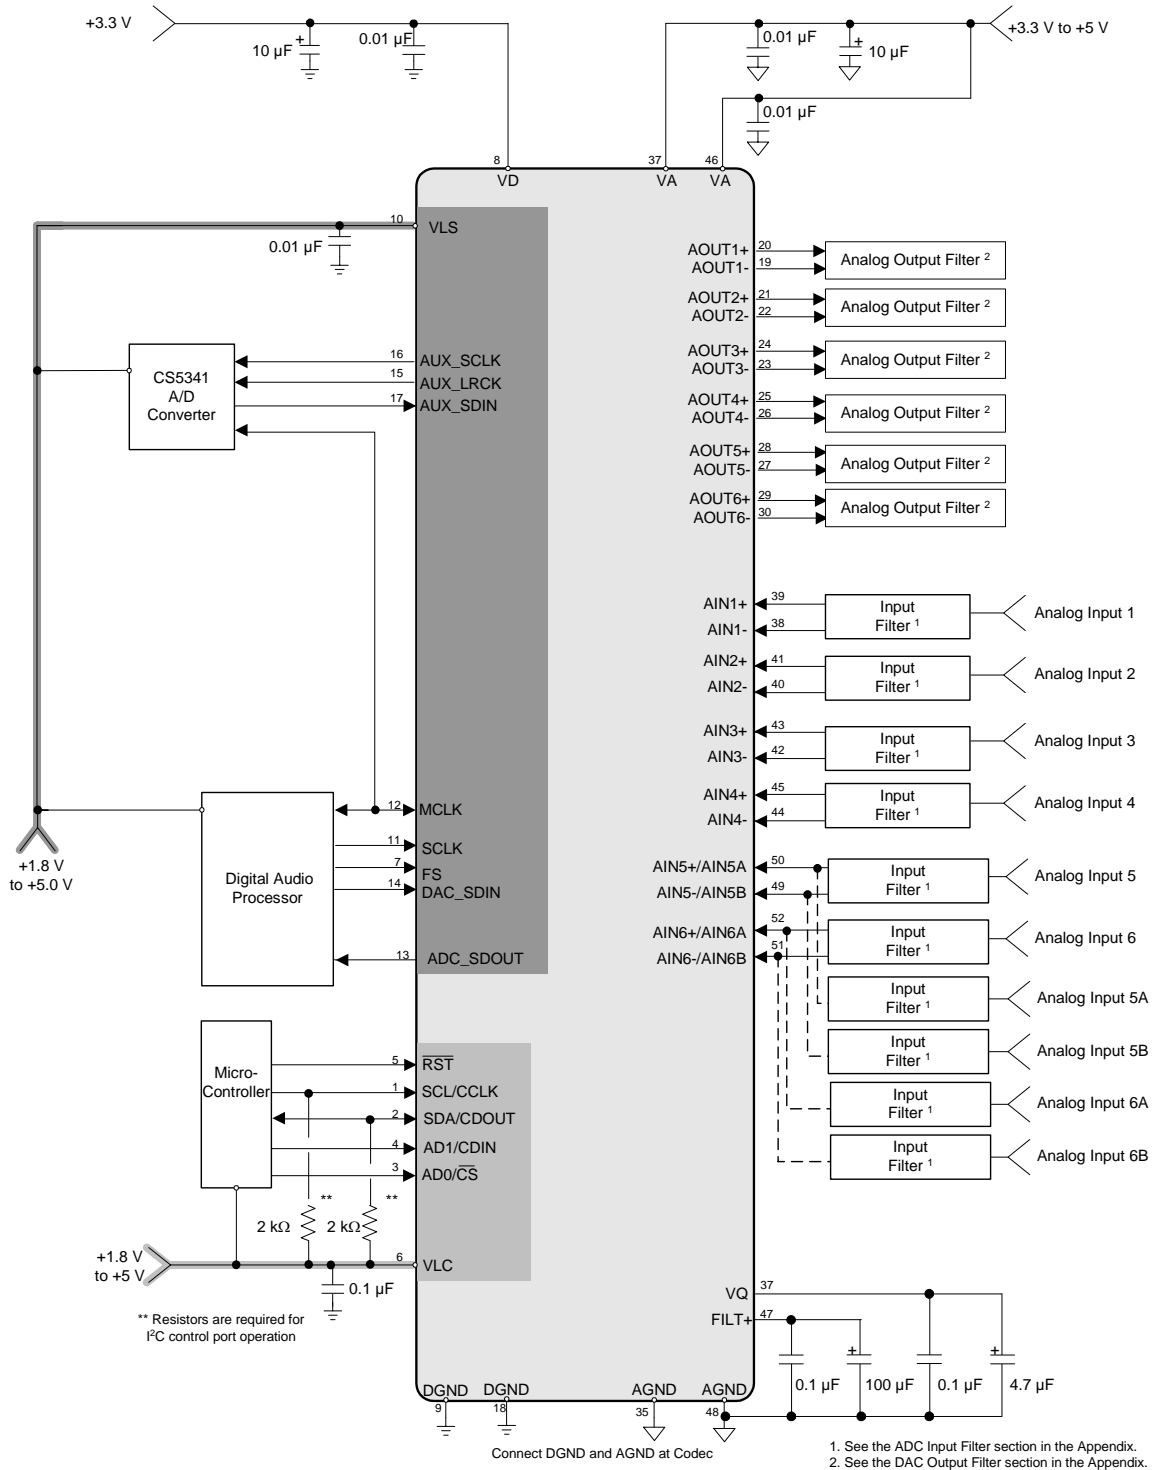 +3.3 V
10 µF
+
0.01 µF
0.01 µF
+
10 µF
+3.3 V to +5 V
0.01 µF
8
37
46
VD
VA
VA
10
VLS
0.01 µF
AOUT1+
20
AOUT1-
19
Analog Output Filter 2
AOUT2+
21
AOUT2-
22
Analog Output Filter 2
AOUT3+
24
AOUT3-
23
Analog Output Filter 2
AOUT4+
25
AOUT4-
26
Analog Output Filter 2
AOUT5+
28
AOUT5-
27
Analog Output Filter 2
AOUT6+
29
AOUT6-
30
Analog Output Filter 2
CS5341
A/D
Converter
16
AUX_SCLK
15
AUX_LRCK
17
AUX_SDIN
AIN1+
39
AIN1-
38
Input
Filter 1
Analog Input 1
AIN2+
41
AIN2-
40
Input
Filter 1
Analog Input 2
AIN3+
43
AIN3-
42
Input
Filter 1
Analog Input 3
AIN4+
45
AIN4-
44
Input
Filter 1
Analog Input 4
+1.8 V
to +5.0 V
Digital Audio
Processor
12
MCLK
11
SCLK
7
FS
14
DAC_SDIN
13
ADC_SDOUT
AIN5+/AIN5A
50
AIN5-/AIN5B
49
Input
Filter 1
Analog Input 5
AIN6+/AIN6A
52
AIN6-/AIN6B
51
Input
Filter 1
Analog Input 6
Input
Filter 1
Analog Input 5A
Input
Filter 1
Analog Input 5B
Input
Filter 1
Analog Input 6A
Input
Filter 1
Analog Input 6B
Micro-
Controller
5
RST
1
SCL/CCLK
2
SDA/CDOUT
4
AD1/CDIN
3
AD0/CS
**
**
2 kΩ
2 kΩ
+1.8 V
to +5 V
6
VLC
0.1 µF
** Resistors are required for
I2C control port operation
VQ
37
FILT+
47
+
+
0.1 µF
100 µF
0.1 µF
4.7 µF
DGND
DGND
AGND
AGND
9
18
35
48
Connect DGND and AGND at Codec
1. See the ADC Input Filter section in the Appendix.
2. See the DAC Output Filter section in the Appendix.